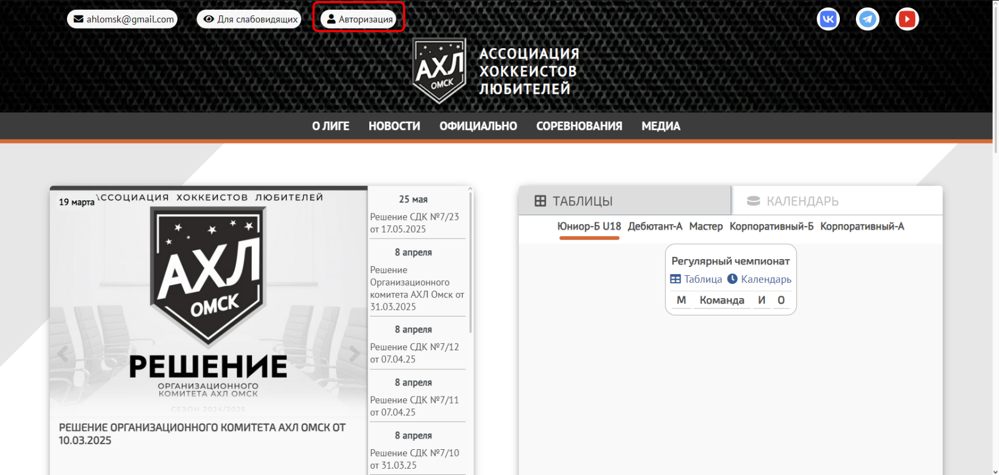 ahlomsk@gmail.com
Для слабовидящих
Авторизация
АХЛ
ОМСК
АССОЦИАЦИЯ
ХОККЕИСТОВ
ЛЮБИТЕЛЕЙ
О ЛИГЕ НОВОСТИ ОФИЦИАЛЬНО СОРЕВНОВАНИЯ МЕДИА
19 марта
АССОЦИАЦИЯ ХОККЕИСТОВ ЛЮБИТЕЛЕЙ
АХЛ
ОМСК
РЕШЕНИЕ
ОРГАНИЗАЦИОННОГО
КОМИТЕТА АХЛ ОМСК
СЕЗОН 2024/2025
РЕШЕНИЕ ОРГАНИЗАЦИОННОГО КОМИТЕТА АХЛ ОМСК ОТ
10.03.2025
25 мая
Решение СДК №7/23
от 17.05.2025
8 апреля
Решение
Организационного
комитета АХЛ Омск от
31.03.2025
8 апреля
Решение СДК №7/12
от 07.04.25
8 апреля
Решение СДК №7/11
от 07.04.25
8 апреля
Решение СДК №7/10
от 31.03.25
ТАБЛИЦЫ
КАЛЕНДАРЬ
Юниор-Б U18 Дебютант-А Мастер Корпоративный-Б Корпоративный-А
Регулярный чемпионат
Таблица Календарь
М Команда И О